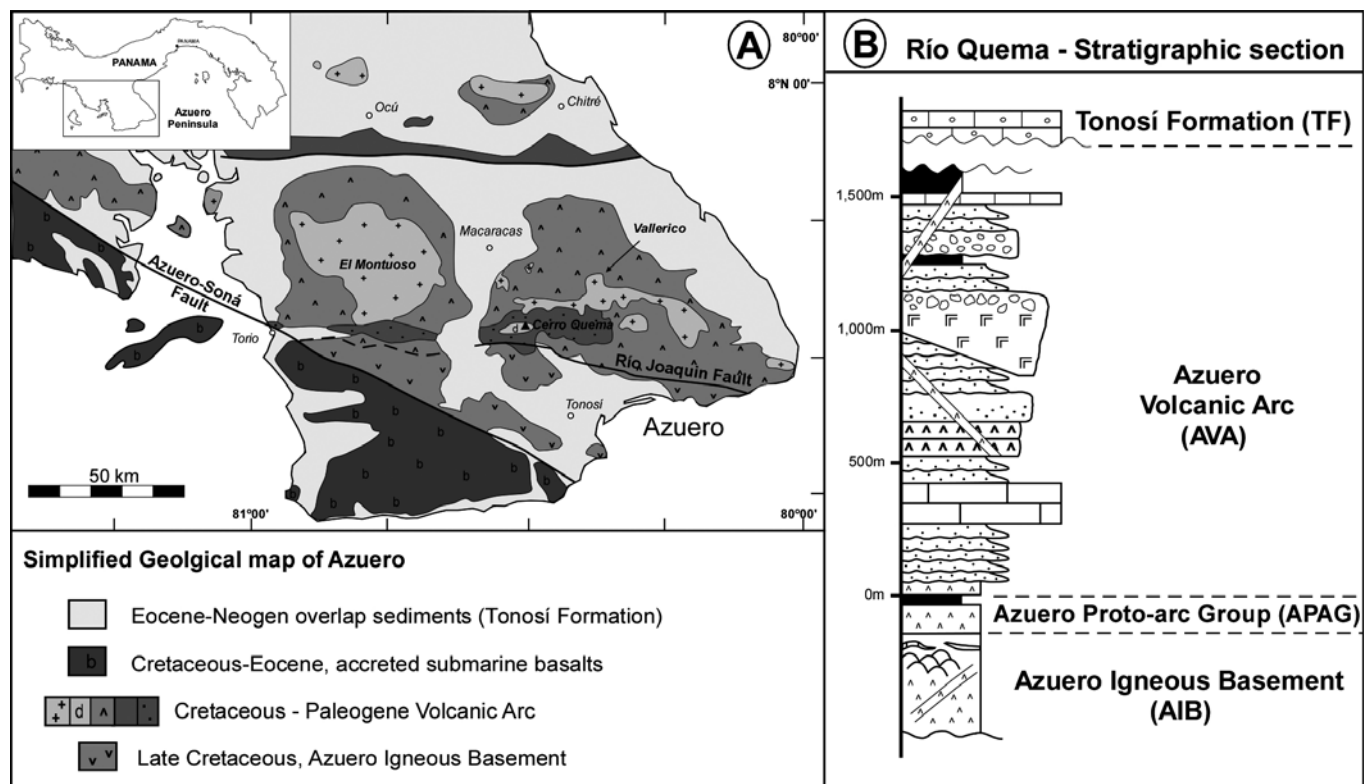 PANAMA
PANAMA
Azuero
Peninsula
A
80°00'
8°N 00'
Ocú
Chitré
Macaracas
Vallerico
El Montuoso
Azuero-Soná
Fault
Torio
d
Cerro Quema
Río Joaquin Fault
Tonosí
Azuero
b
b
b
b
b
b
b
b
b
b
b
b
b
b
50 km
81°00'
80°00'
Simplified Geolgical map of Azuero
Eocene-Neogen overlap sediments (Tonosí Formation)
b Cretaceous-Eocene, accreted submarine basalts
d Cretaceous - Paleogene Volcanic Arc
Late Cretaceous, Azuero Igneous Basement
B Río Quema - Stratigraphic section
Tonosí Formation (TF)
1,500m
1,000m
Azuero
Volcanic Arc
(AVA)
500m
0m
Azuero Proto-arc Group (APAG)
Azuero Igneous Basement
(AIB)